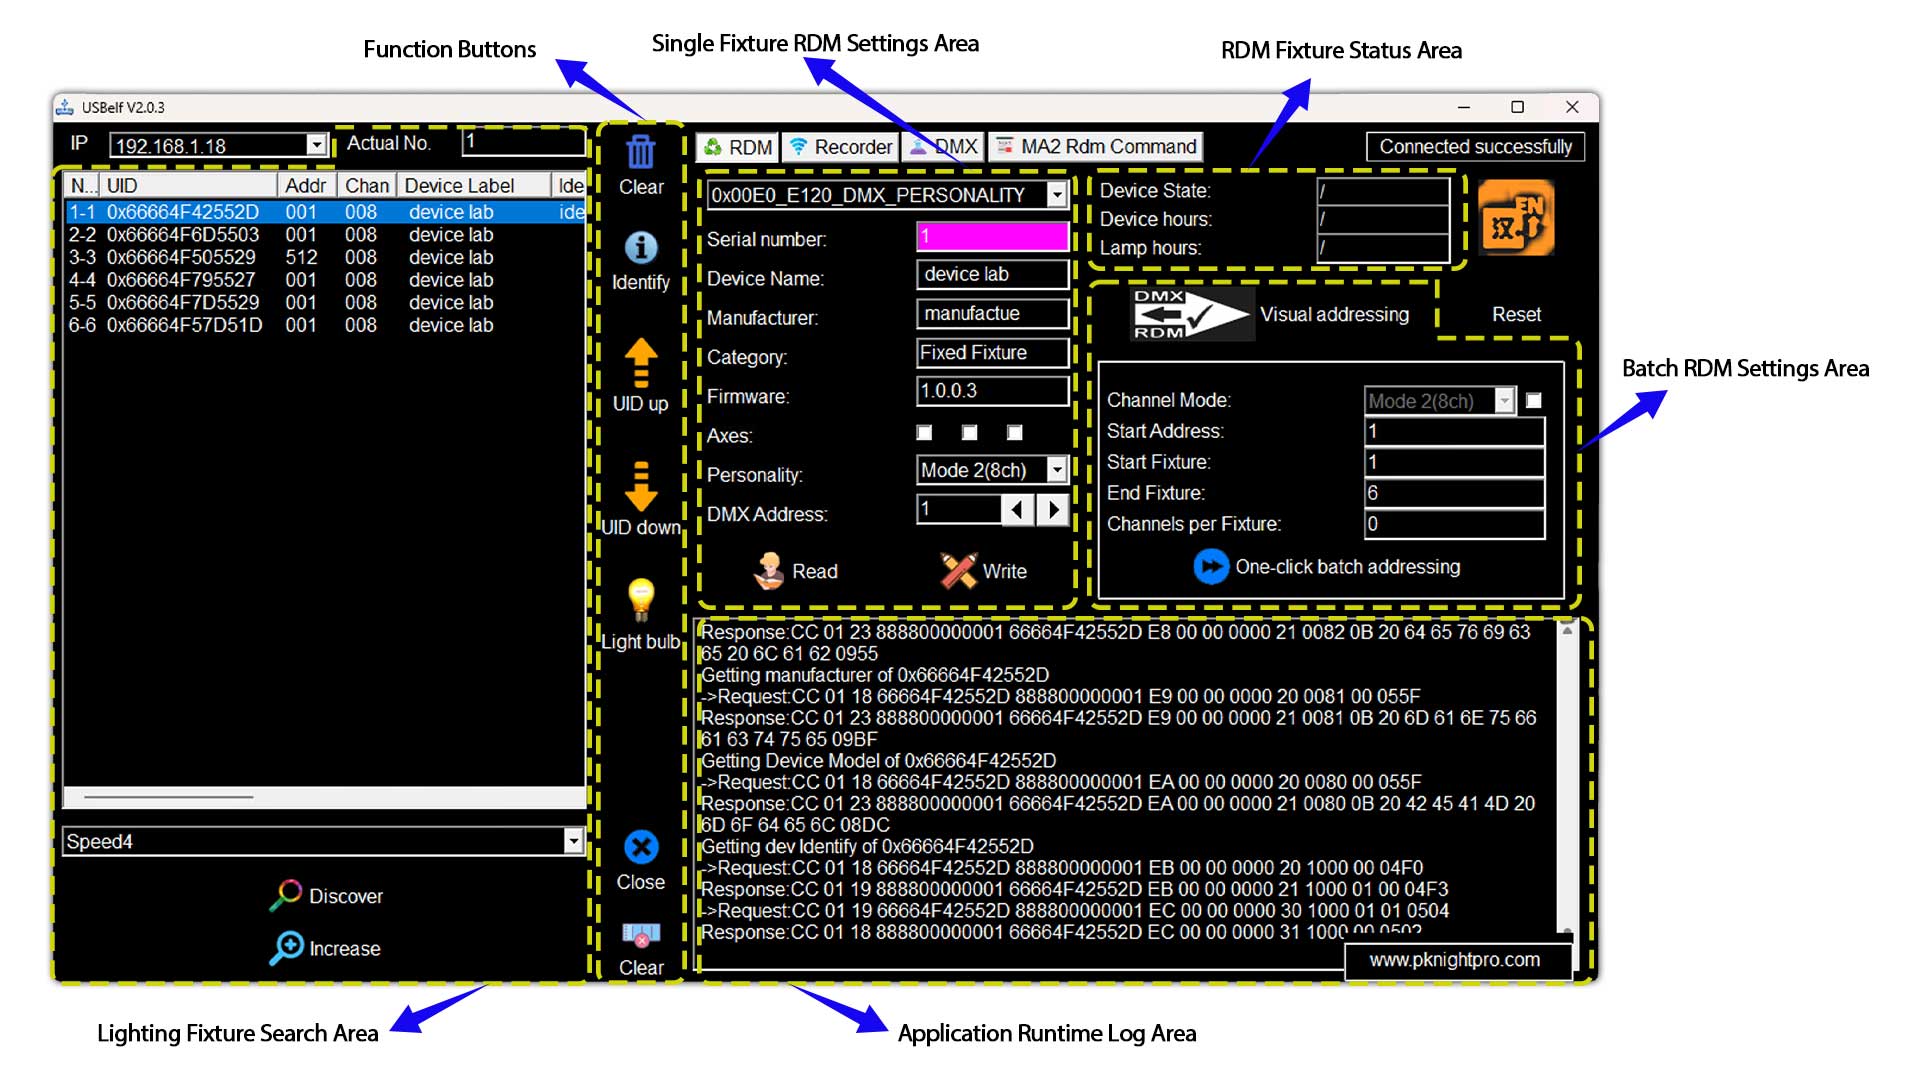 Function Buttons
Single Fixture RDM Settings Area
RDM Fixture Status Area
USBelf V2.0.3
IP 192.168.1.18 Actual No. 1
N... UID Addr Chan Device Label Ide
1-1 0x66664F42552D 001 008 device lab ide
2-2 0x66664F6D5503 001 008 device lab
3-3 0x66664F505529 512 008 device lab
4-4 0x66664F795527 001 008 device lab
5-5 0x66664F7D5529 001 008 device lab
6-6 0x66664F57D51D 001 008 device lab
Speed4
Discover
Increase
Clear
Identify
UID up
UID down
Light bulb
Close
Clear
RDM Recorder DMX MA2 Rdm Command
Connected successfully
0x00E0_E120_DMX_PERSONALITY
Serial number: 1
Device Name: device lab
Manufacturer: manufactue
Category: Fixed Fixture
Firmware: 1.0.0.3
Axes:
Personality: Mode 2(8ch)
DMX Address: 1
Read Write
Device State: /
Device hours: /
Lamp hours: /
EN
汉
DMX
RDM
Visual addressing
Reset
Channel Mode: Mode 2(8ch)
Start Address: 1
Start Fixture: 1
End Fixture: 6
Channels per Fixture: 0
One-click batch addressing
Batch RDM Settings Area
Response:CC 01 23 888800000001 66664F42552D E8 00 00 0000 21 0082 0B 20 64 65 76 69 63
65 20 6C 61 62 0955
Getting manufacturer of 0x66664F42552D
->Request:CC 01 18 66664F42552D 888800000001 E9 00 00 0000 20 0081 00 055F
Response:CC 01 23 888800000001 66664F42552D E9 00 00 0000 21 0081 0B 20 6D 61 6E 75 66
61 63 74 75 65 09BF
Getting Device Model of 0x66664F42552D
->Request:CC 01 18 66664F42552D 888800000001 EA 00 00 0000 20 0080 00 055F
Response:CC 01 23 888800000001 66664F42552D EA 00 00 0000 21 0080 0B 20 42 45 41 4D 20
6D 6F 64 65 6C 08DC
Getting dev Identify of 0x66664F42552D
->Request:CC 01 18 66664F42552D 888800000001 EB 00 00 0000 20 1000 00 04F0
Response:CC 01 19 888800000001 66664F42552D EB 00 00 0000 21 1000 01 00 04F3
->Request:CC 01 19 66664F42552D 888800000001 EC 00 00 0000 30 1000 01 01 0504
Response:CC 01 18 888800000001 66664F42552D EC 00 00 0000 31 1000 00 0502
www.pknightpro.com
Lighting Fixture Search Area
Application Runtime Log Area